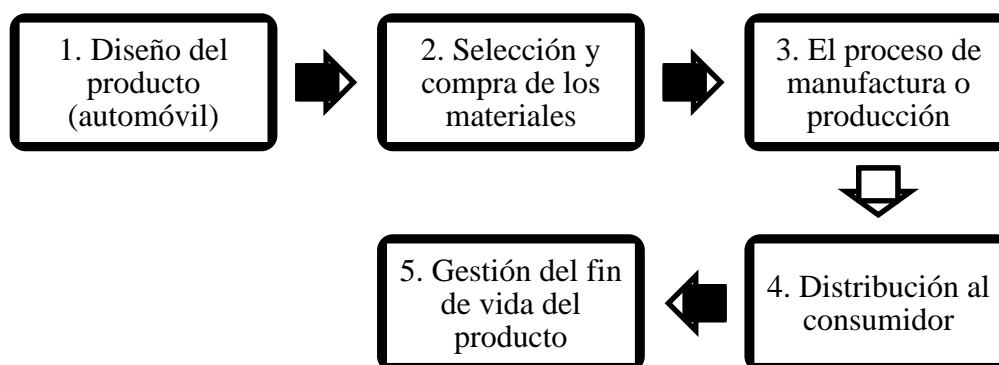 1. Diseño del
producto
(automóvil)
2. Selección y
compra de los
materiales
3. El proceso de
manufactura o
producción
4. Distribución al
consumidor
5. Gestión del fin
de vida del
producto